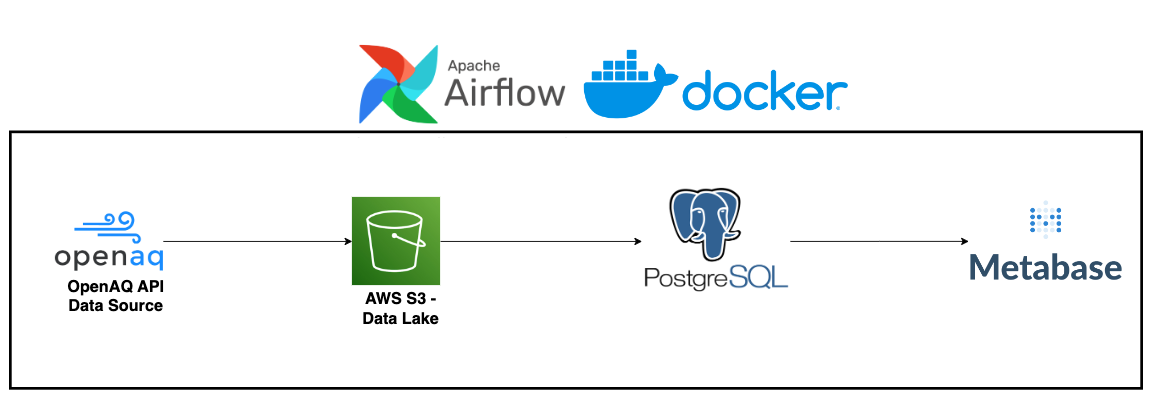 Apache
Airflow
docker
openaq
OpenAQ API
Data Source
AWS S3 -
Data Lake
PostgreSQL
Metabase